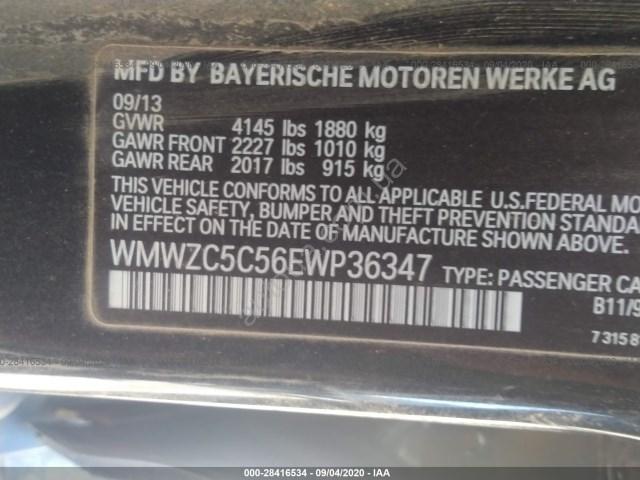 MFD BY BAYERISCHE MOTOREN WERKE AG
09/13
GVWR 4145 lbs 1880 kg
GAWR FRONT 2227 lbs 1010 kg
GAWR REAR 2017 lbs 915 kg
THIS VEHICLE CONFORMS TO ALL APPLICABLE U.S.FEDERAL MO
VEHICLE SAFETY, BUMPER AND THEFT PREVENTION STANDA
IN EFFECT ON THE DATE OF MANUFACTURE SHOWN ABOVE.
WMWZC5C56EWP36347 TYPE: PASSENGER CA
B11/9
73158
000-28416534 - 09/04/2020 - IAA